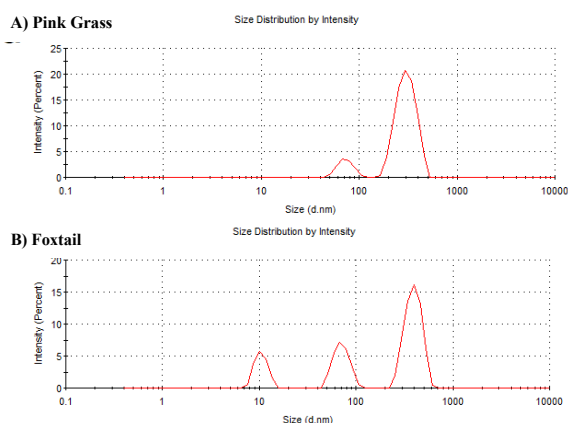 A) Pink Grass
Size Distribution by Intensity
Intensity (Percent)
25
20
15
10
5
0
0.1 1 10 100 1000 10000
Size (d.nm)
B) Foxtail
Size Distribution by Intensity
Intensity (Percent)
20
15
10
5
0
0.1 1 10 100 1000 10000
Size (d.nm)